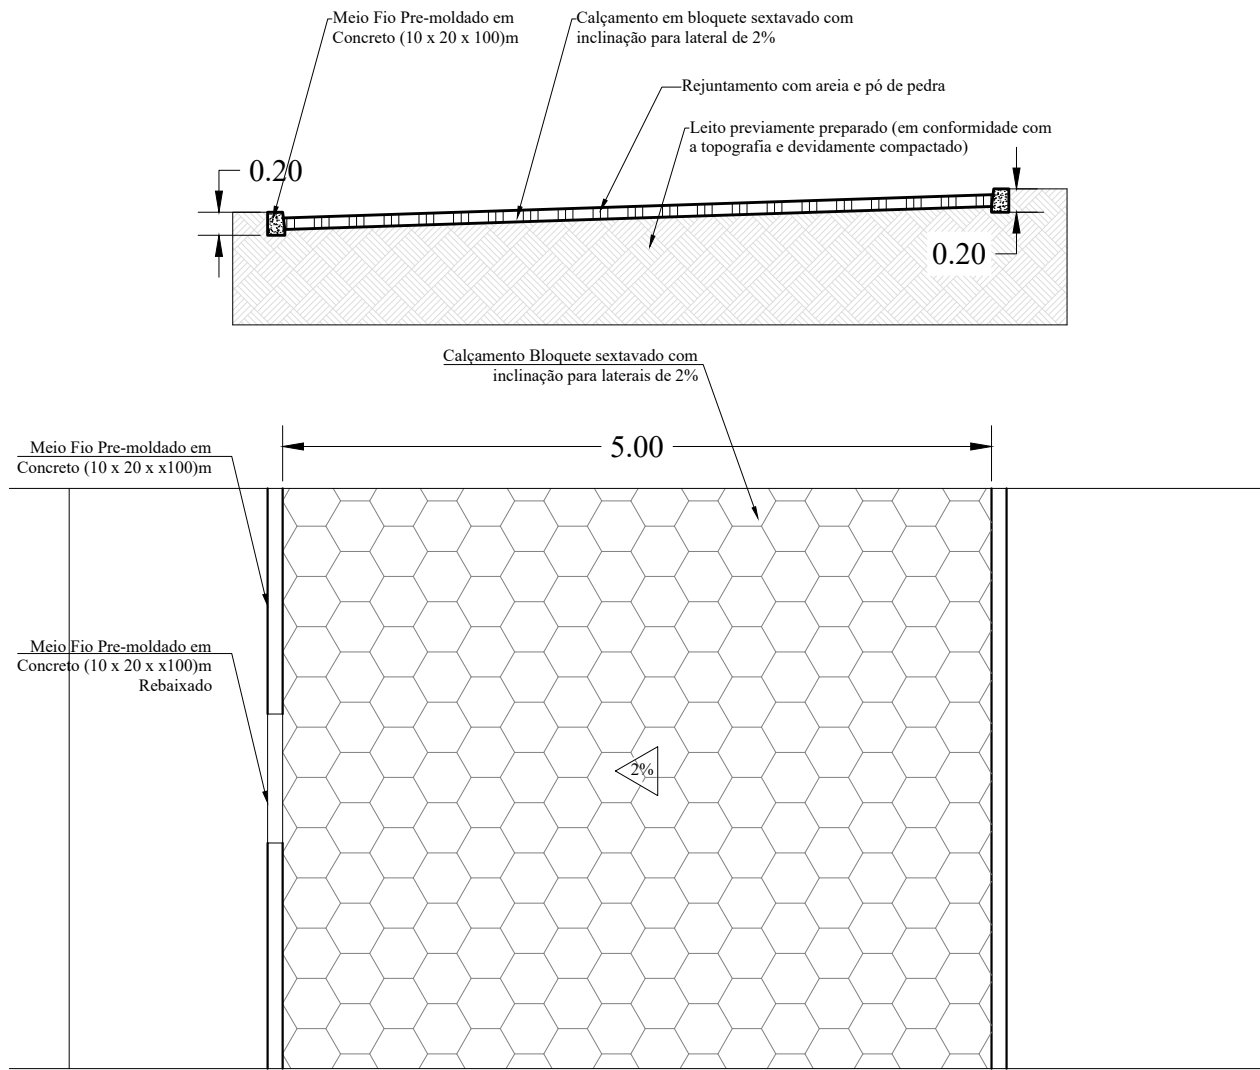 Meio Fio Pre-moldado em
Concreto (10 x 20 x 100)m
Calçamento em bloquete sextavado com
inclinação para lateral de 2%
Rejuntamento com areia e pó de pedra
Leito previamente preparado (em conformidade com
a topografia e devidamente compactado)
0.20
0.20
Calçamento Bloquete sextavado com
inclinação para laterais de 2%
5.00
Meio Fio Pre-moldado em
Concreto (10 x 20 x x100)m
Meio Fio Pre-moldado em
Concreto (10 x 20 x x100)m
Rebaixado
2%